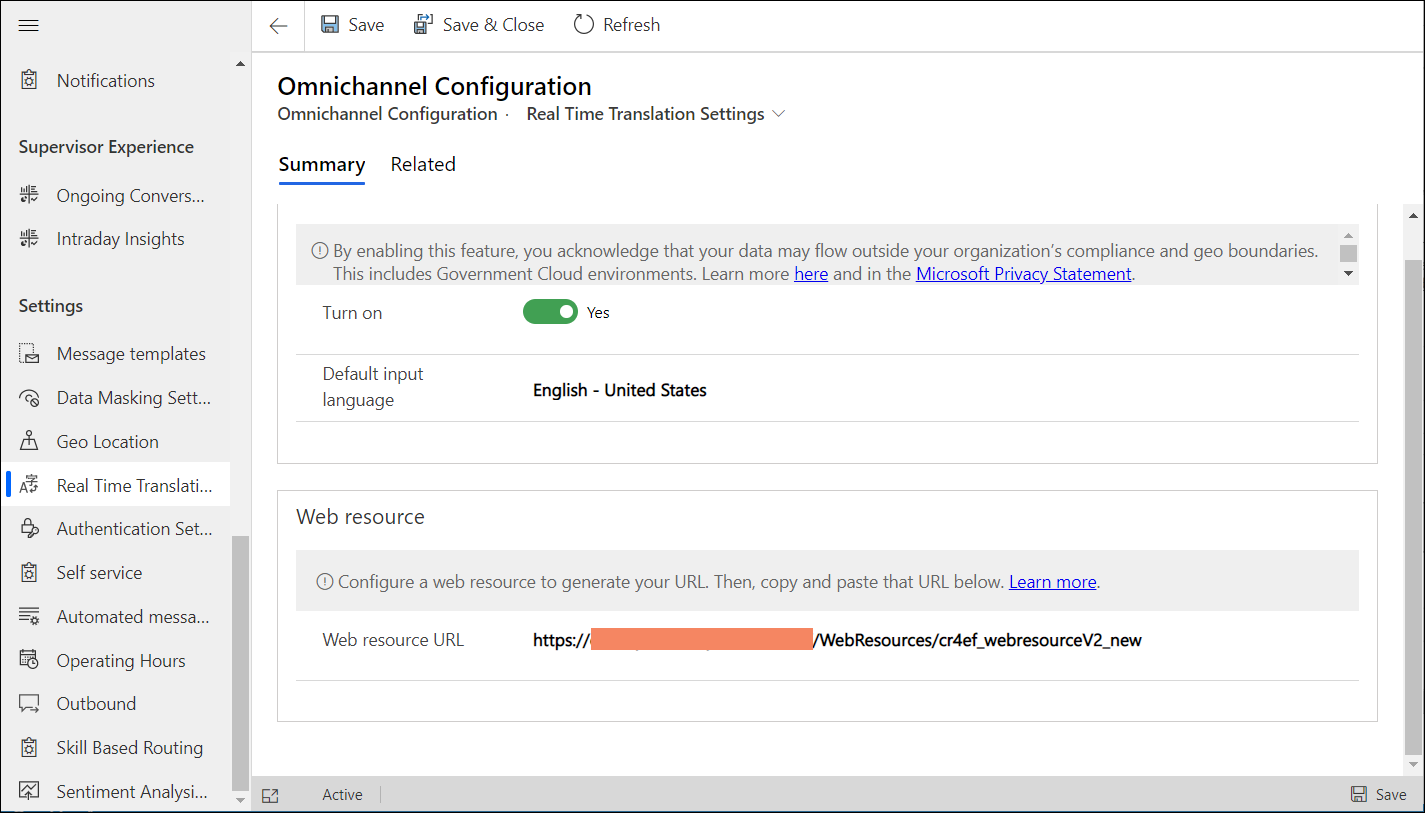 Save
Save & Close
Refresh
Notifications
Supervisor Experience
Ongoing Convers...
Intraday Insights
Settings
Message templates
Data Masking Sett...
Geo Location
Real Time Translati...
Authentication Set...
Self service
Automated messa...
Operating Hours
Outbound
Skill Based Routing
Sentiment Analysi...
Omnichannel Configuration
Omnichannel Configuration · Real Time Translation Settings
Summary Related
By enabling this feature, you acknowledge that your data may flow outside your organization’s compliance and geo boundaries.
This includes Government Cloud environments. Learn more here and in the Microsoft Privacy Statement.
Turn on Yes
Default input
language
English - United States
Web resource
Configure a web resource to generate your URL. Then, copy and paste that URL below. Learn more.
Web resource URL https:// /WebResources/cr4ef_webresourceV2_new
Active
Save